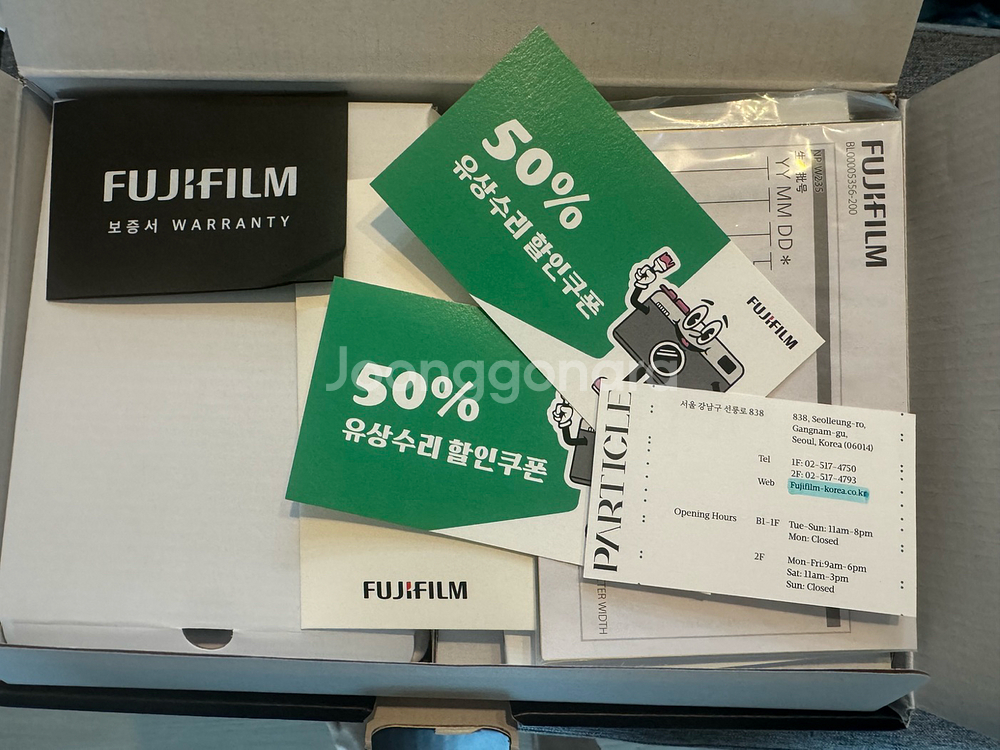 FUJIFILM
보증서 WARRANTY
50%
유상수리 할인쿠폰
FUJIFILM
50%
유상수리 할인쿠폰
FUJIFILM
Joonggonara
FUJIFILM
BL00005356-200
NP-W235
YY MM DD *
PARTICLE
서울 강남구 선릉로 838
838, Seolleung-ro,
Gangnam-gu,
Seoul, Korea (06014)
Tel 1F: 02-517-4750
2F: 02-517-4793
Web Fujifilm-korea.co.kr
Opening Hours B1-1F Tue-Sun: 11am-8pm
Mon: Closed
2F Mon-Fri:9am-6pm
Sat: 11am-3pm
Sun: Closed
WIDTH